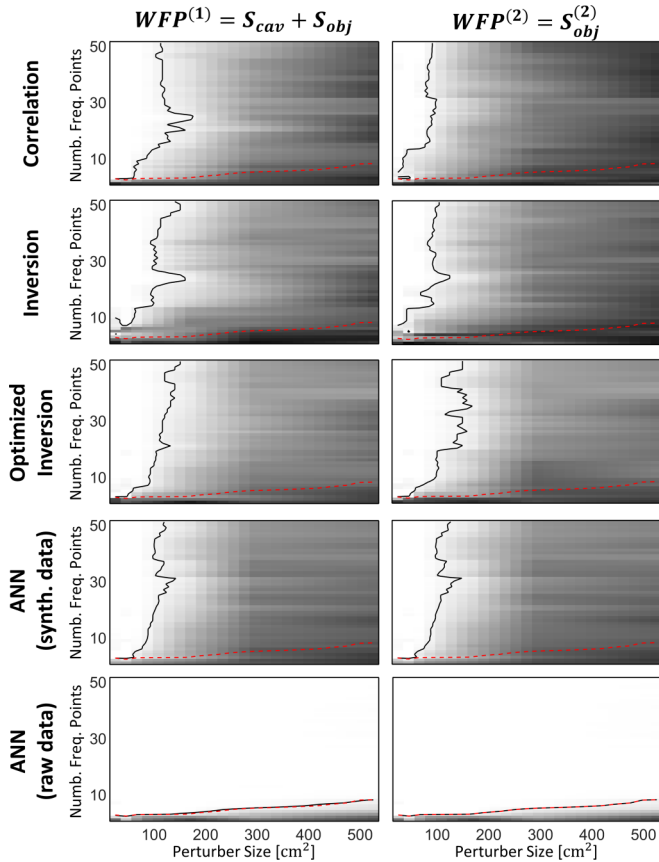 WFP^(1) = S_cav + S_obj
WFP^(2) = S_obj^(2)
Correlation
Numb. Freq. Points
50
30
10
Inversion
Numb. Freq. Points
50
30
10
Optimized
Inversion
Numb. Freq. Points
50
30
10
ANN
(synth. data)
Numb. Freq. Points
50
30
10
ANN
(raw data)
Numb. Freq. Points
50
30
10
100 200 300 400 500
100 200 300 400 500
Perturber Size [cm²]
Perturber Size [cm²]